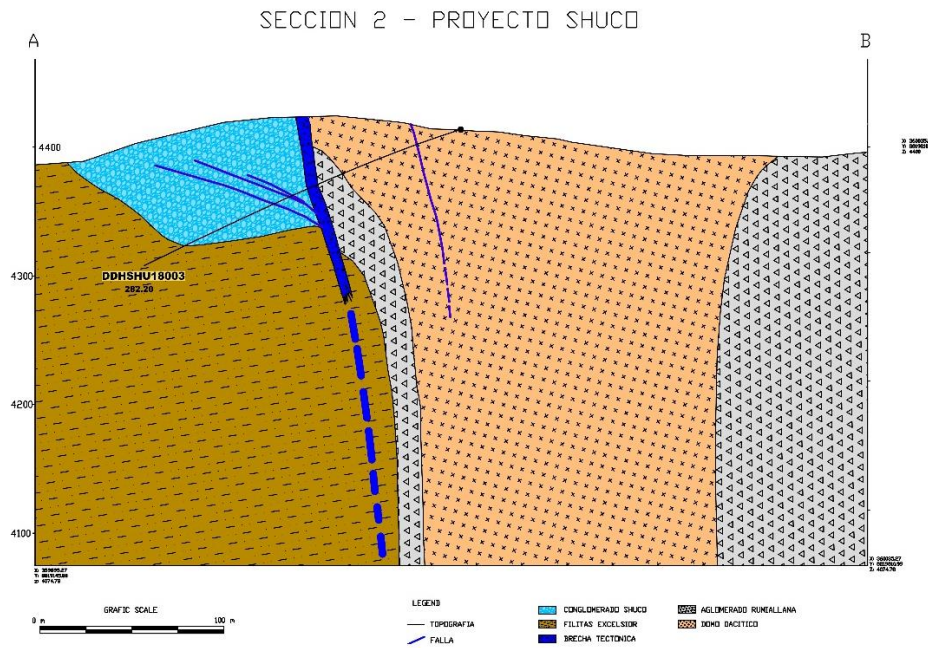 SECCION 2 - PROYECTO SHUCO
A
B
4400
4300
DDHSHU18003
282.20
4200
4100
GRAFIC SCALE
0 m
100 m
LEGEND
TOPOGRAFIA
FALLA
CONGLOMERADO SHUCO
FILITAS EXCELSIOR
BRECHA TECTONICA
AGLOMERADO RUMIALLANA
DOMO DACITICO